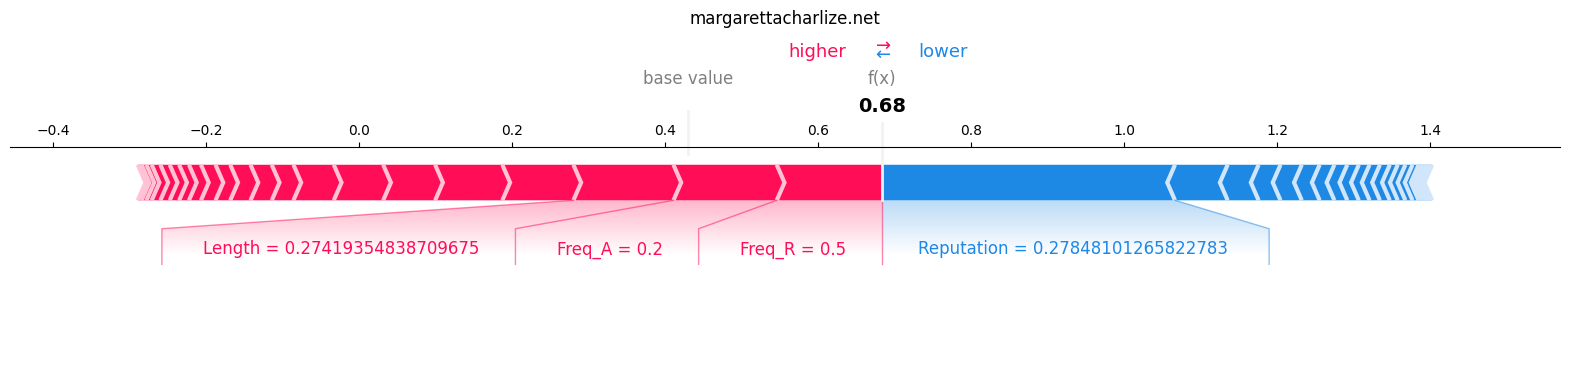 margarettacharlize.net
higher ⇄ lower
base value f(x)
0.68
−0.4 −0.2 0.0 0.2 0.4 0.6 0.8 1.0 1.2 1.4
Length = 0.27419354838709675 Freq_A = 0.2 Freq_R = 0.5 Reputation = 0.27848101265822783